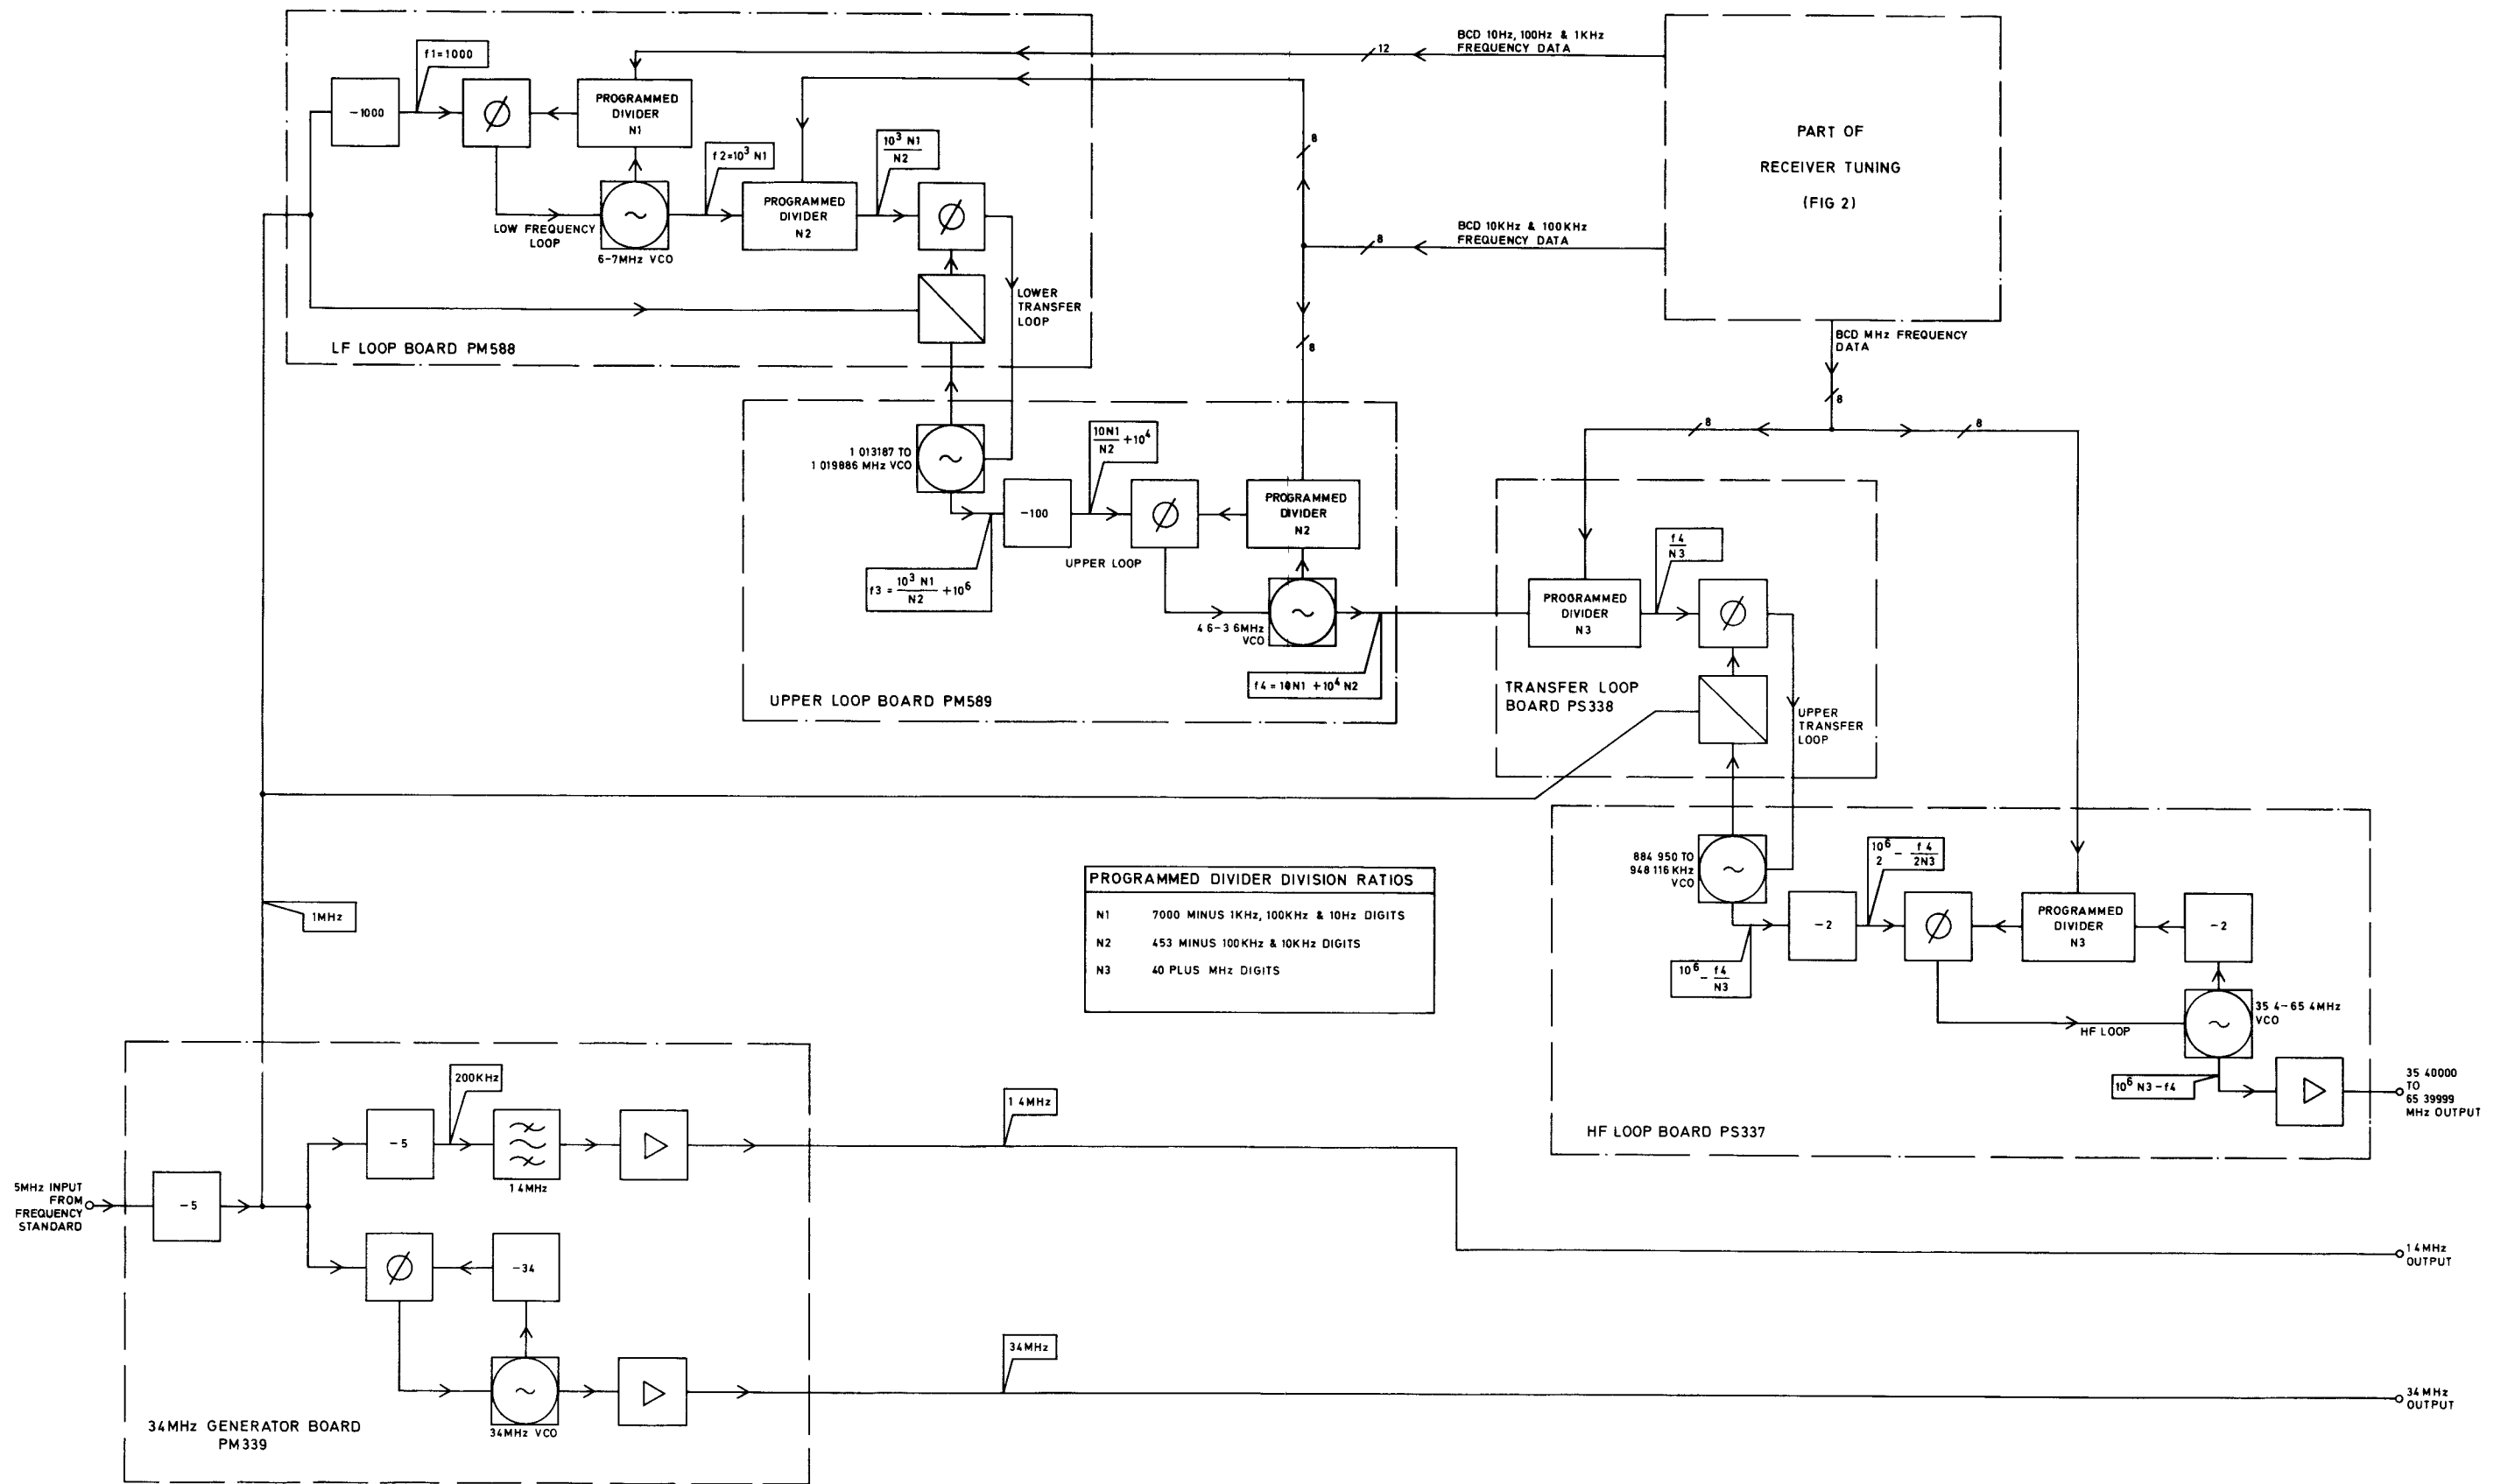 BCD 10Hz, 100Hz & 1KHz
FREQUENCY DATA
12
f1=1000
-1000
Ø
PROGRAMMED
DIVIDER
N1
LOW FREQUENCY
LOOP
~
6-7MHz VCO
f2=10³ N1
PROGRAMMED
DIVIDER
N2
10³ N1
N2
Ø
LOWER
TRANSFER
LOOP
LF LOOP BOARD PM588
8
8
BCD 10KHz & 100KHz
FREQUENCY DATA
8
PART OF
RECEIVER TUNING
(FIG 2)
BCD MHz FREQUENCY
DATA
8
8
8
1 013187 TO
1 019886 MHz VCO
~
-100
10N1
N2
+10⁴
Ø
PROGRAMMED
DIVIDER
N2
UPPER LOOP
f3 = 10³ N1
N2
+10⁶
4 6-3 6MHz
VCO
~
f4=10N1 +10⁴ N2
UPPER LOOP BOARD PM589
PROGRAMMED
DIVIDER
N3
f4
N3
Ø
TRANSFER LOOP
BOARD PS338
UPPER
TRANSFER
LOOP
884 950 TO
948 116 KHz
VCO
~
-2
10⁶
2
- f4
2N3
Ø
PROGRAMMED
DIVIDER
N3
-2
10⁶ - f4
N3
HF LOOP
~
35 4-65 4MHz
VCO
10⁶ N3-f4
35 40000
TO
65 39999
MHz OUTPUT
HF LOOP BOARD PS337
PROGRAMMED DIVIDER DIVISION RATIOS
N1 7000 MINUS 1KHz, 100KHz & 10Hz DIGITS
N2 453 MINUS 100KHz & 10KHz DIGITS
N3 40 PLUS MHz DIGITS
1MHz
5MHz INPUT
FROM
FREQUENCY
STANDARD
-5
-5
200KHz
1 4MHz
1 4MHz
1 4MHz
OUTPUT
Ø
-34
~
34MHz VCO
34MHz
34MHz
OUTPUT
34MHz GENERATOR BOARD
PM339